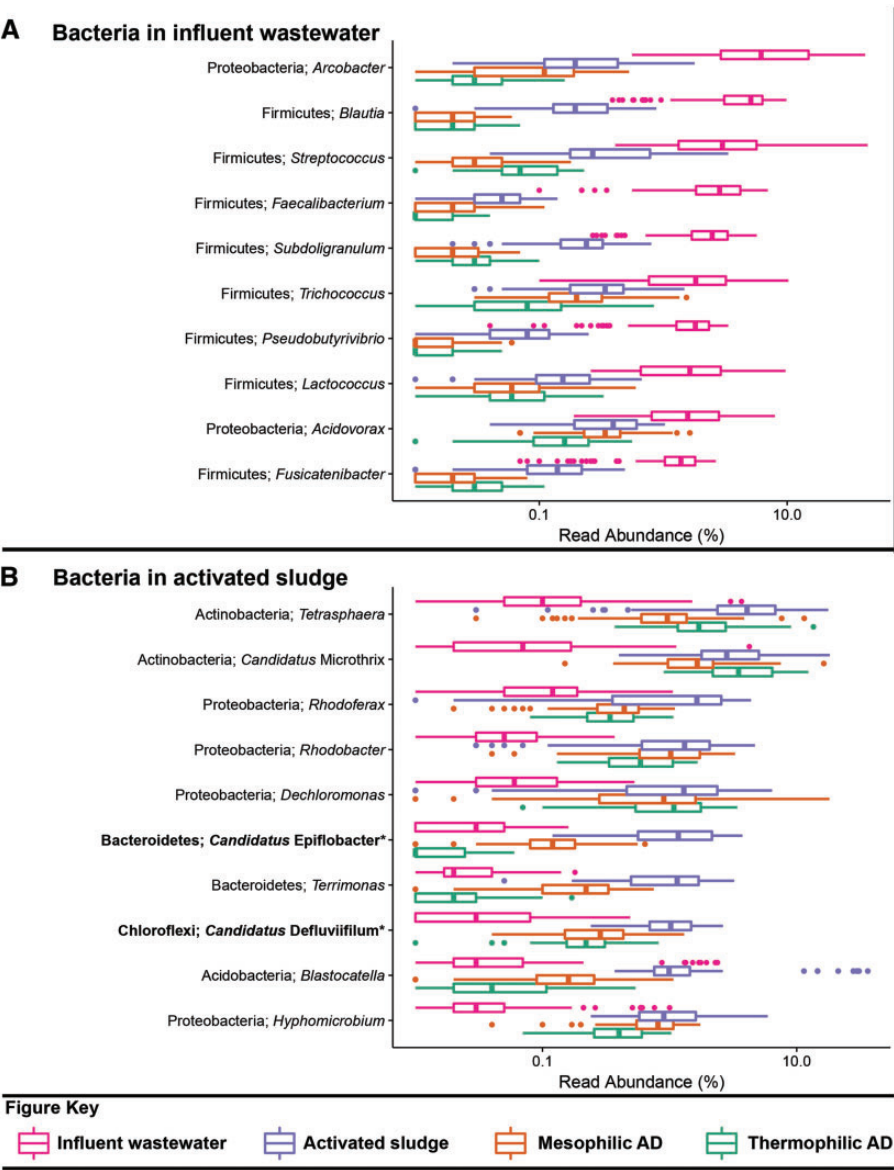 A Bacteria in influent wastewater
Proteobacteria; Arcobacter
Firmicutes; Blautia
Firmicutes; Streptococcus
Firmicutes; Faecalibacterium
Firmicutes; Subdoligranulum
Firmicutes; Trichococcus
Firmicutes; Pseudobutyrivibrio
Firmicutes; Lactococcus
Proteobacteria; Acidovorax
Firmicutes; Fusicatenibacter
0.1 10.0
Read Abundance (%)
B Bacteria in activated sludge
Actinobacteria; Tetrasphaera
Actinobacteria; Candidatus Microthrix
Proteobacteria; Rhodoferax
Proteobacteria; Rhodobacter
Proteobacteria; Dechloromonas
Bacteroidetes; Candidatus Epiflobacter*
Bacteroidetes; Terrimonas
Chloroflexi; Candidatus Defluviifilum*
Acidobacteria; Blastocatella
Proteobacteria; Hyphomicrobium
0.1 10.0
Read Abundance (%)
Figure Key
Influent wastewater Activated sludge Mesophilic AD Thermophilic AD